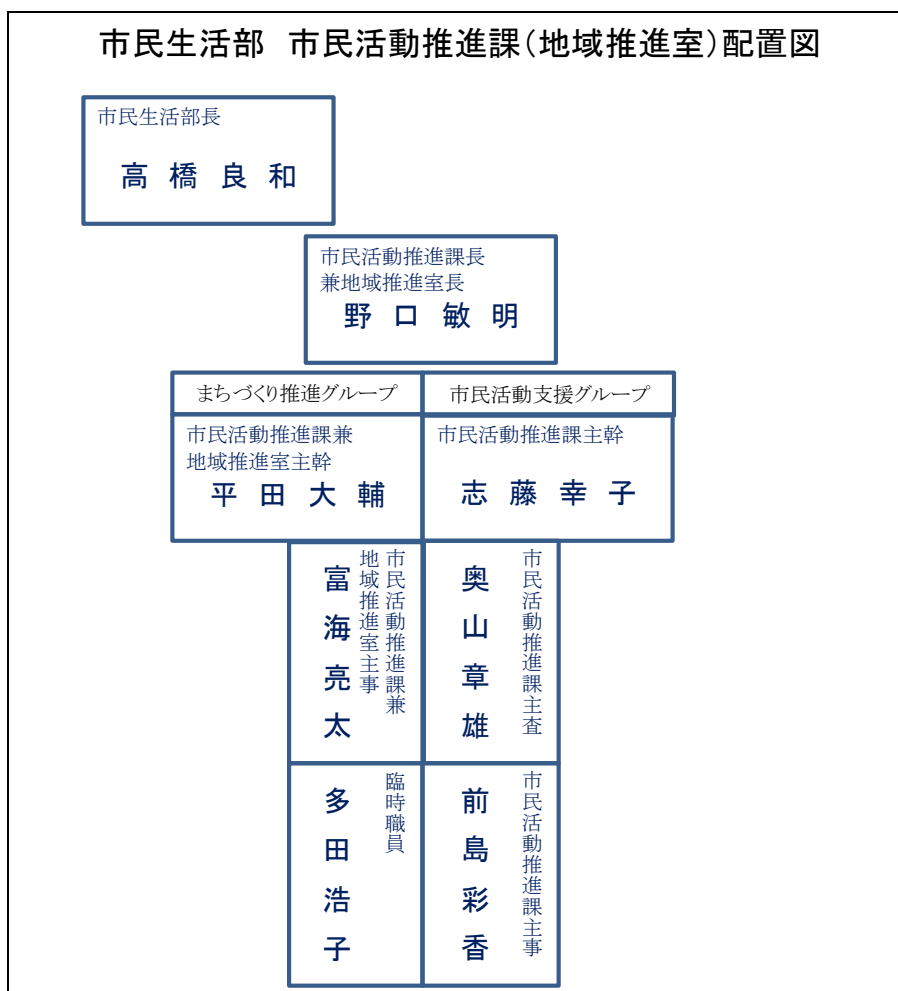 市民生活部 市民活動推進課(地域推進室)配置図
市民生活部長
高橋良和
市民活動推進課長
兼地域推進室長
野口敏明
まちづくり推進グループ
市民活動支援グループ
市民活動推進課兼
地域推進室主幹
平田大輔
市民活動推進課主幹
志藤幸子
市民活動推進課兼
地域推進室主事
富海亮太
市民活動推進課主査
奥山章雄
臨時職員
多田浩子
市民活動推進課主事
前島彩香